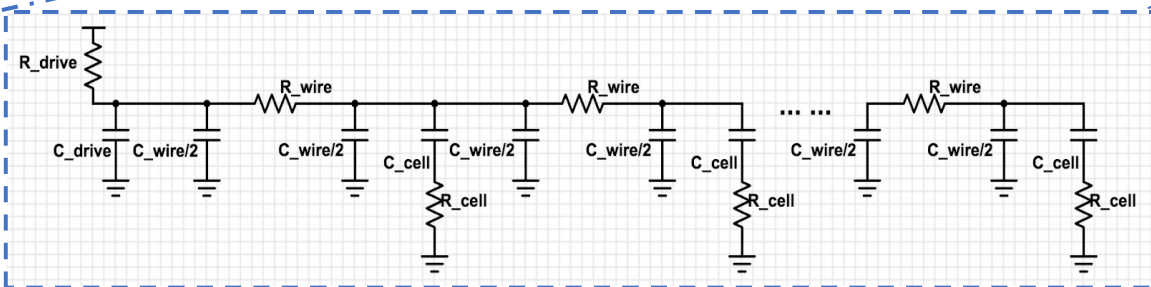 R_drive
R_wire
R_wire
R_wire
... ...
C_drive
C_wire/2
C_wire/2
C_cell
C_wire/2
C_wire/2
C_cell
C_wire/2
C_wire/2
C_cell
R_cell
R_cell
R_cell